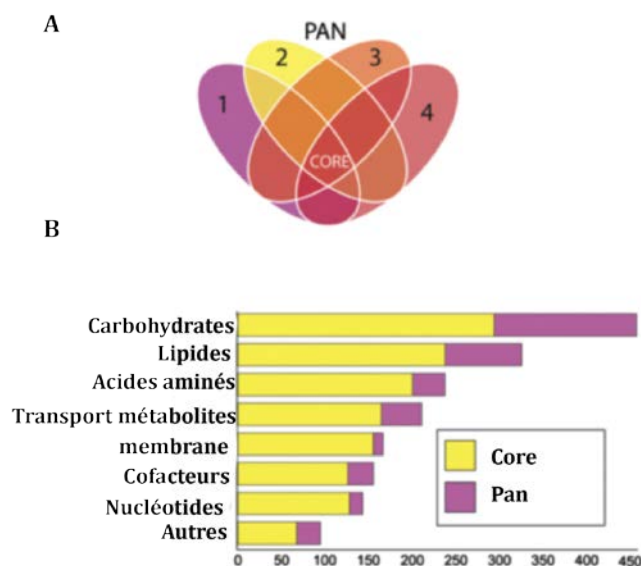 A
PAN
1
2
3
4
CORE
B
Carbohydrates
Lipides
Acides aminés
Transport métabolites
membrane
Cofacteurs
Nucléotides
Autres
Core
Pan
0 50 100 150 200 250 300 350 400 450